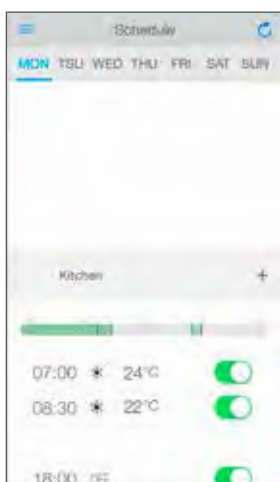 Schedule
MON TSU WED THU FRI SAT SUN
Kitchen +
07:00 24°C
08:30 22°C
18:00